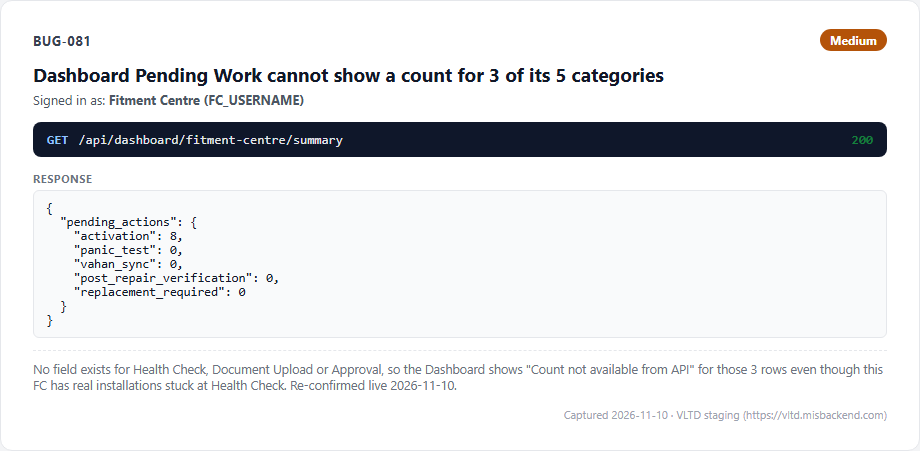 BUG-081
Medium
Dashboard Pending Work cannot show a count for 3 of its 5 categories
Signed in as: Fitment Centre (FC_USERNAME)
GET /api/dashboard/fitment-centre/summary 200
RESPONSE
{
  "pending_actions": {
    "activation": 8,
    "panic_test": 0,
    "vahan_sync": 0,
    "post_repair_verification": 0,
    "replacement_required": 0
  }
}
No field exists for Health Check, Document Upload or Approval, so the Dashboard shows "Count not available from API" for those 3 rows even though this
FC has real installations stuck at Health Check. Re-confirmed live 2026-11-10.
Captured 2026-11-10 · VLTD staging (https://vltd.misbackend.com)